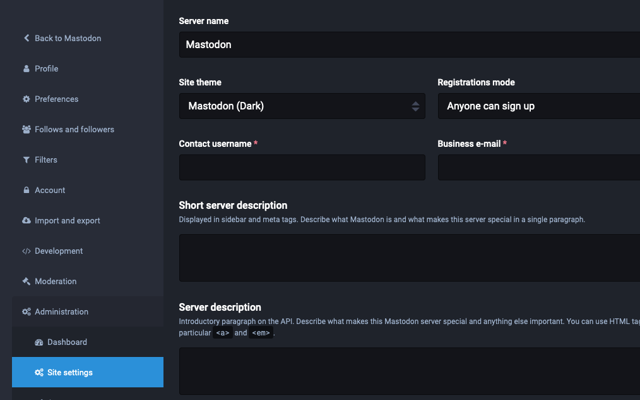 Back to Mastodon
Profile
Preferences
Follows and followers
Filters
Account
Import and export
Development
Moderation
Administration
Dashboard
Site settings
Server name
Mastodon
Site theme
Registrations mode
Mastodon (Dark)
Anyone can sign up
Contact username *
Business e-mail *
Short server description
Displayed in sidebar and meta tags. Describe what Mastodon is and what makes this server special in a single paragraph.
Server description
Introductory paragraph on the API. Describe what makes this Mastodon server special and anything else important. You can use HTML
particular <a> and <em>.